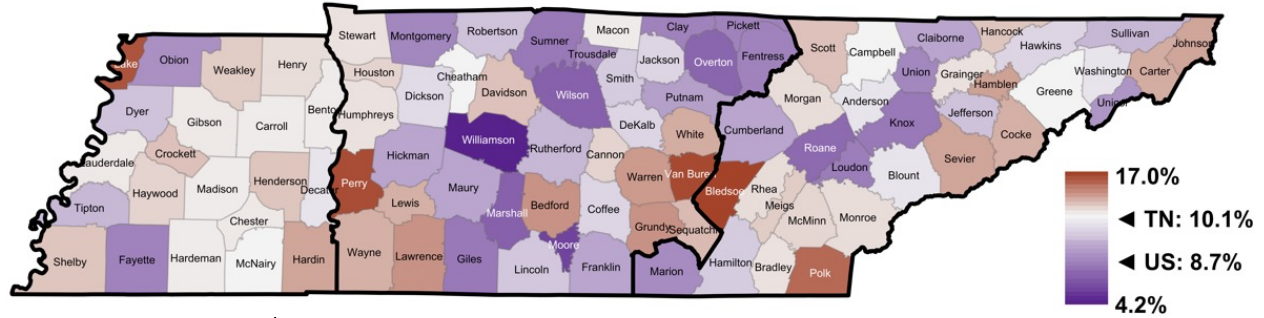 Stewart
Montgomery
Robertson
Sumner
Macon
Clay
Pickett
Trousdale
Smith
Jackson
Overton
Fentress
Scott
Campbell
Claiborne
Hancock
Hawkins
Sullivan
Johnson
Lake
Obion
Weakley
Henry
Houston
Cheatham
Dickson
Davidson
Wilson
Putnam
Morgan
Anderson
Union
Grainger
Hamblen
Greene
Washington
Carter
Unicoi
Dyer
Gibson
Carroll
Benton
Humphreys
Williamson
Rutherford
DeKalb
White
Cumberland
Roane
Knox
Jefferson
Cocke
Lauderdale
Crockett
Haywood
Madison
Henderson
Decatur
Perry
Hickman
Maury
Cannon
Warren
Van Buren
Bledsoe
Rhea
Meigs
Loudon
Blount
Sevier
Tipton
Chester
Lewis
Marshall
Bedford
Coffee
Grundy
Sequatchie
McMinn
Monroe
Shelby
Fayette
Hardeman
McNairy
Hardin
Wayne
Lawrence
Giles
Lincoln
Moore
Franklin
Marion
Hamilton
Bradley
Polk
17.0%
◄ TN: 10.1%
◄ US: 8.7%
4.2%